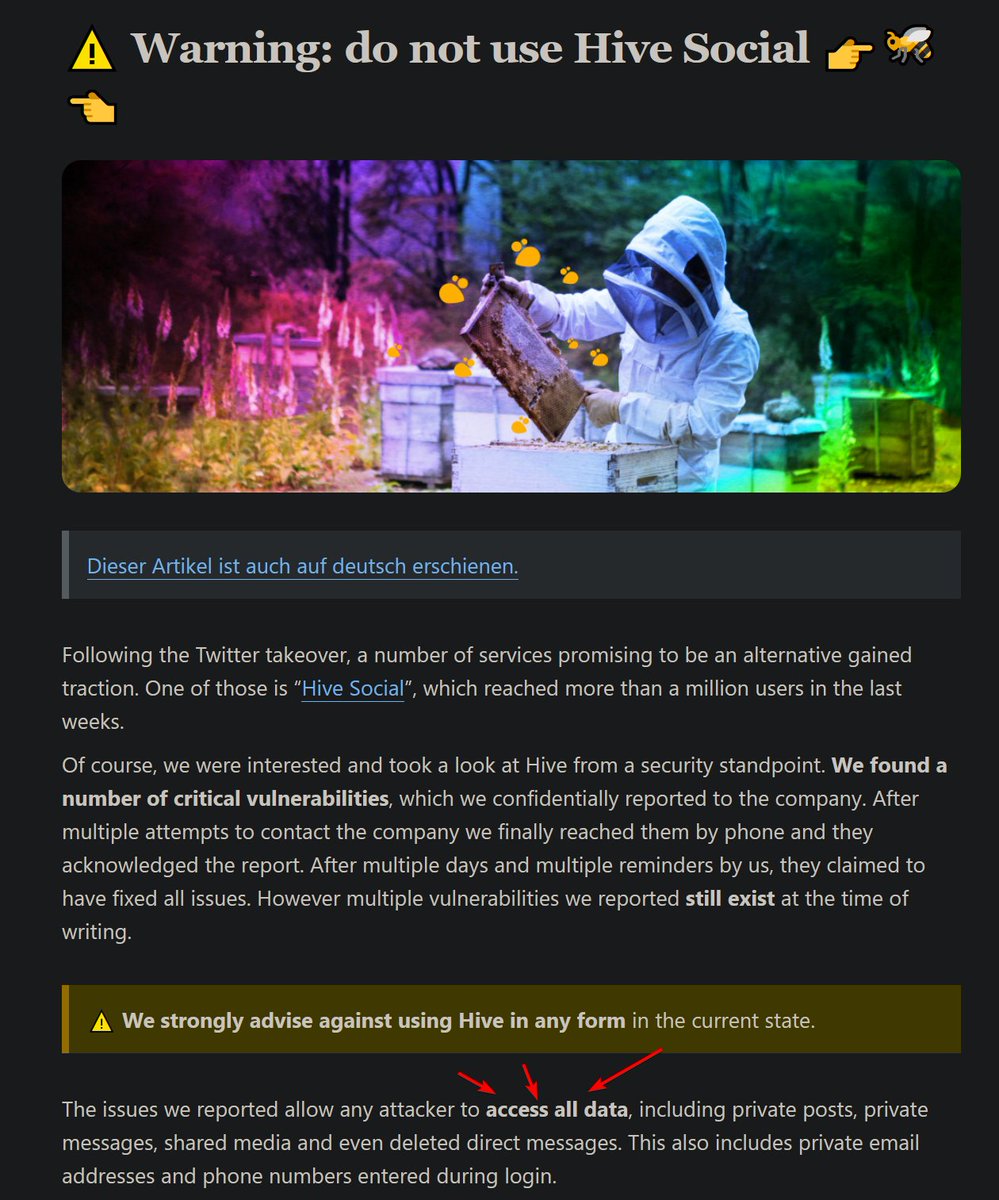 ⚠️ Warning: do not use Hive Social 👉🐝
👈
Dieser Artikel ist auch auf deutsch erschienen.
Following the Twitter takeover, a number of services promising to be an alternative gained
traction. One of those is “Hive Social”, which reached more than a million users in the last
weeks.
Of course, we were interested and took a look at Hive from a security standpoint. We found a
number of critical vulnerabilities, which we confidentially reported to the company. After
multiple attempts to contact the company we finally reached them by phone and they
acknowledged the report. After multiple days and multiple reminders by us, they claimed to
have fixed all issues. However multiple vulnerabilities we reported still exist at the time of
writing.
⚠️ We strongly advise against using Hive in any form in the current state.
The issues we reported allow any attacker to access all data, including private posts, private
messages, shared media and even deleted direct messages. This also includes private email
addresses and phone numbers entered during login.